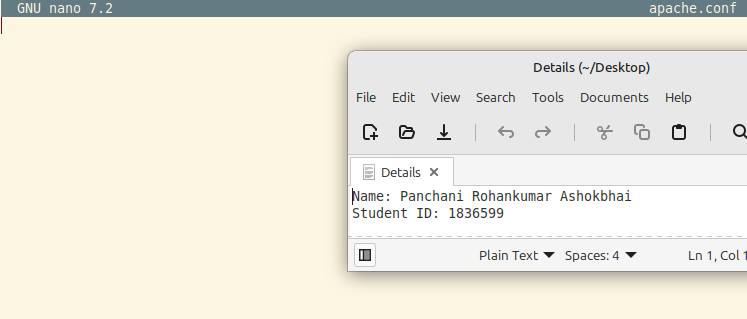 GNU nano 7.2 apache.conf
Details (~/Desktop)
File Edit View Search Tools Documents Help
Details
Name: Panchani Rohankumar Ashokbhai
Student ID: 1836599
Plain Text Spaces: 4 Ln 1, Col 1